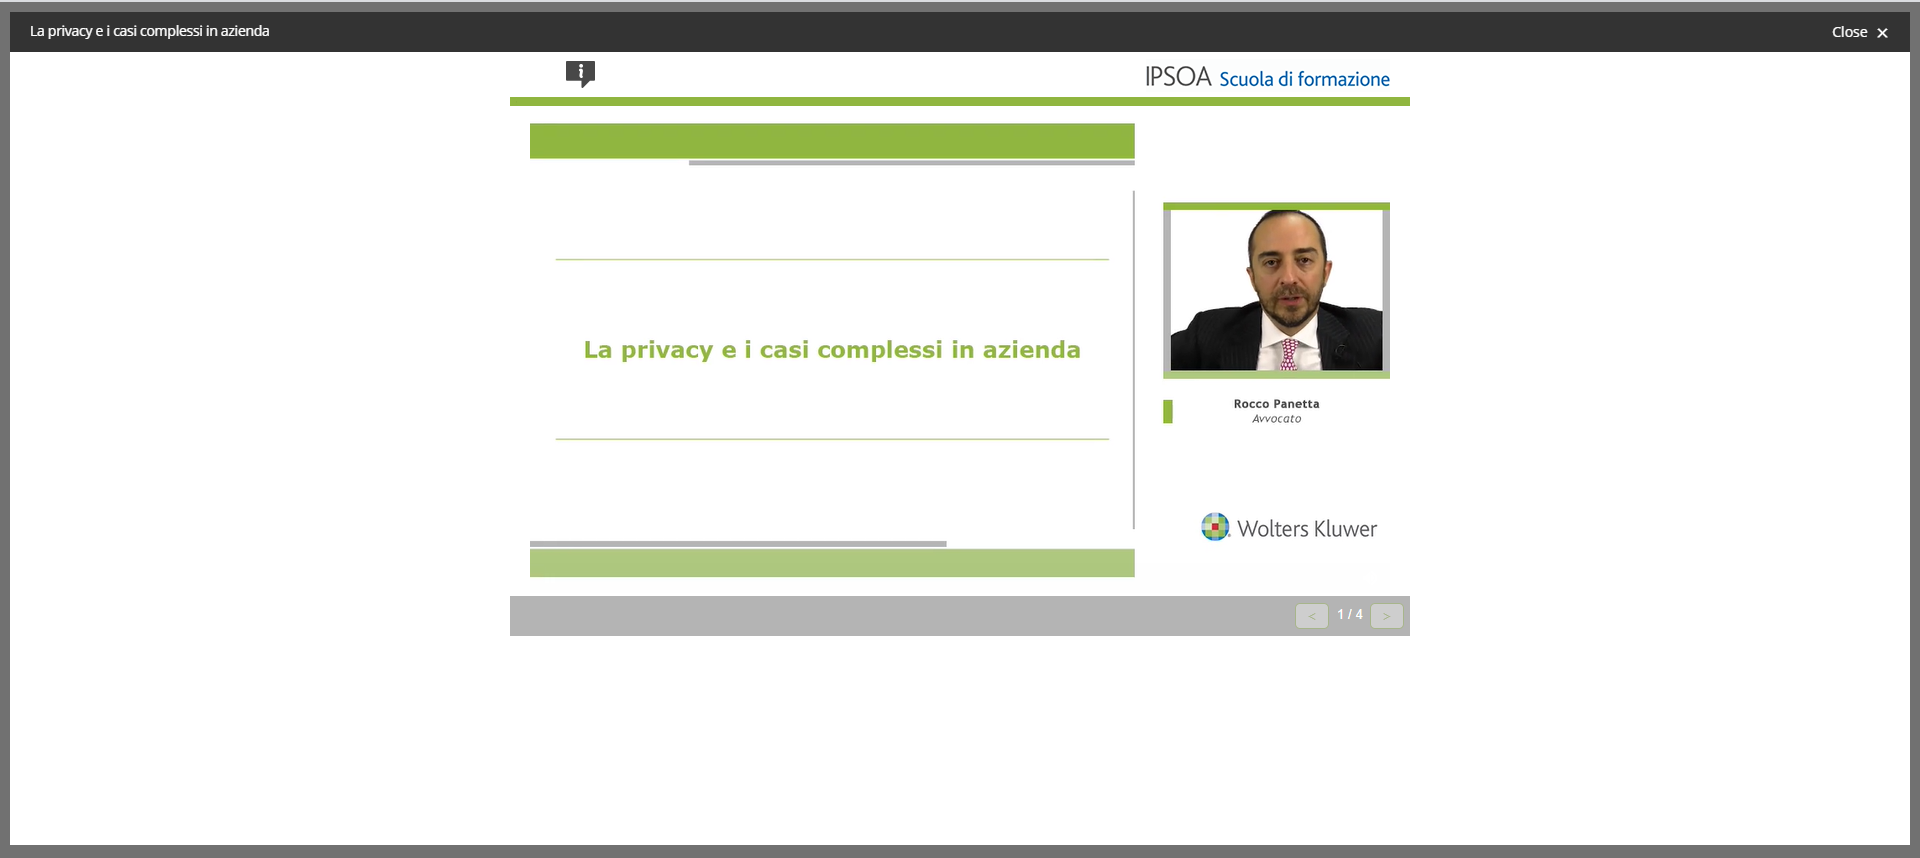 La privacy e i casi complessi in azienda
Close ✕
i
IPSOA Scuola di formazione
La privacy e i casi complessi in azienda
Rocco Panetta
Avvocato
Wolters Kluwer
< 1 / 4 >